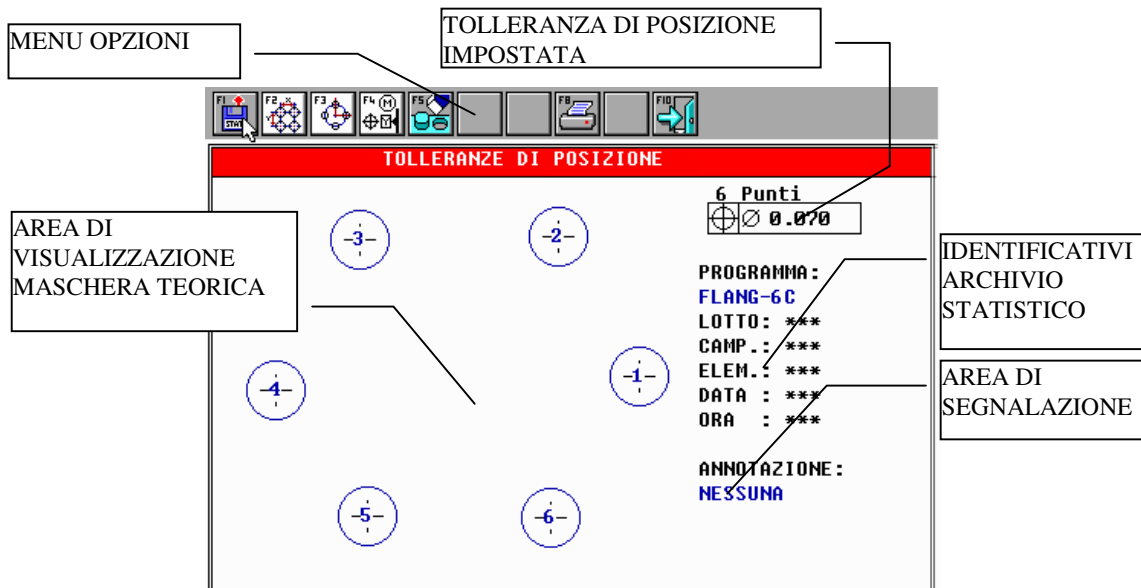 MENU OPZIONI
TOLLERANZA DI POSIZIONE
IMPOSTATA
F1 F2 F3 F4 F5 F8 F10
STAT X Y M Y
TOLLERANZE DI POSIZIONE
6 Punti
Ø 0.070
AREA DI
VISUALIZZAZIONE
MASCHERA TEORICA
-3-
-2-
IDENTIFICATIVI
ARCHIVIO
STATISTICO
PROGRAMMA:
FLANG-6C
LOTTO: ***
CAMP.: ***
ELEM.: ***
DATA : ***
ORA : ***
-4-
-1-
AREA DI
SEGNALAZIONE
ANNOTAZIONE:
NESSUNA
-5-
-6-